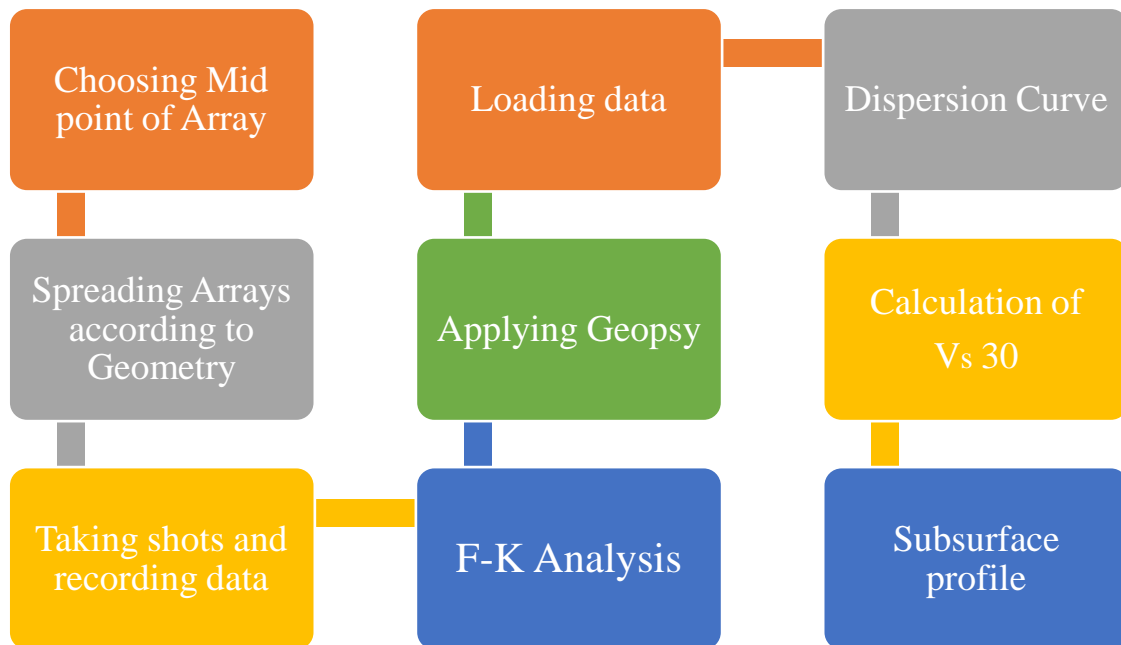 Choosing Mid
point of Array
Spreading Arrays
according to
Geometry
Taking shots and
recording data
F-K Analysis
Applying Geopsy
Loading data
Dispersion Curve
Calculation of
Vs 30
Subsurface
profile